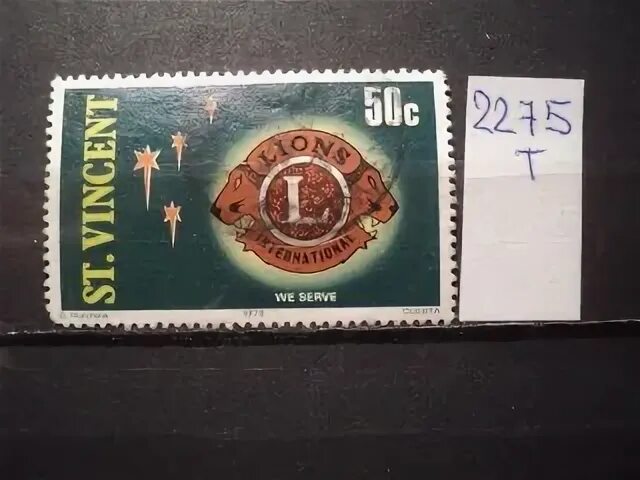 ST. VINCENT
50c
LIONS
L
INTERNATIONAL
WE SERVE
1978
2275
T